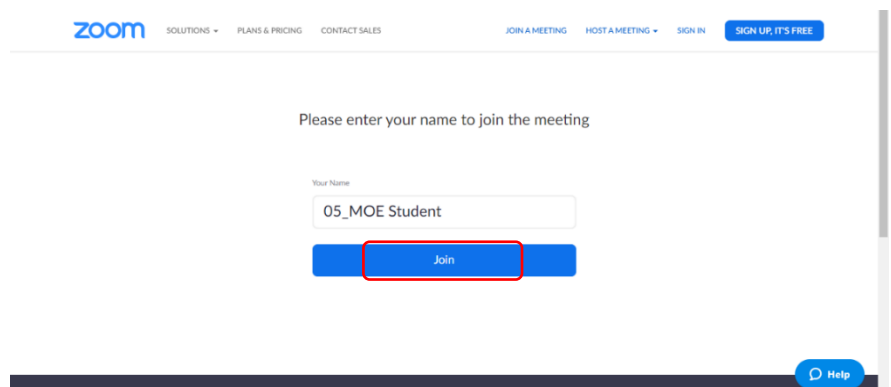 zoom SOLUTIONS PLANS & PRICING CONTACT SALES JOIN A MEETING HOST A MEETING SIGN IN SIGN UP, IT'S FREE
Please enter your name to join the meeting
Your Name
05_MOE Student
Join
Help